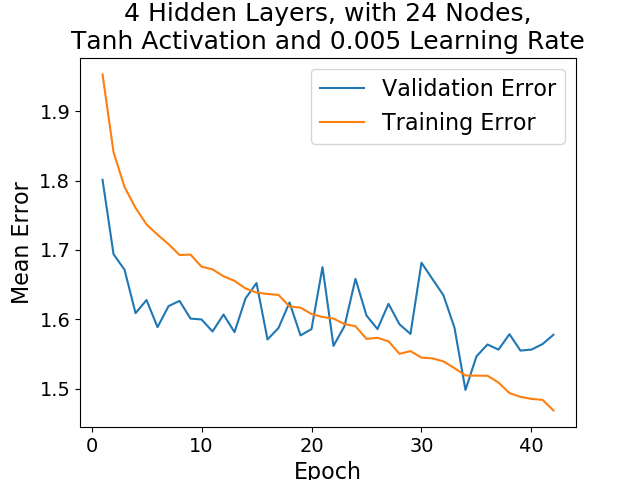 4 Hidden Layers, with 24 Nodes,
Tanh Activation and 0.005 Learning Rate
Validation Error
Training Error
Mean Error
1.9
1.8
1.7
1.6
1.5
0
10
20
30
40
Epoch